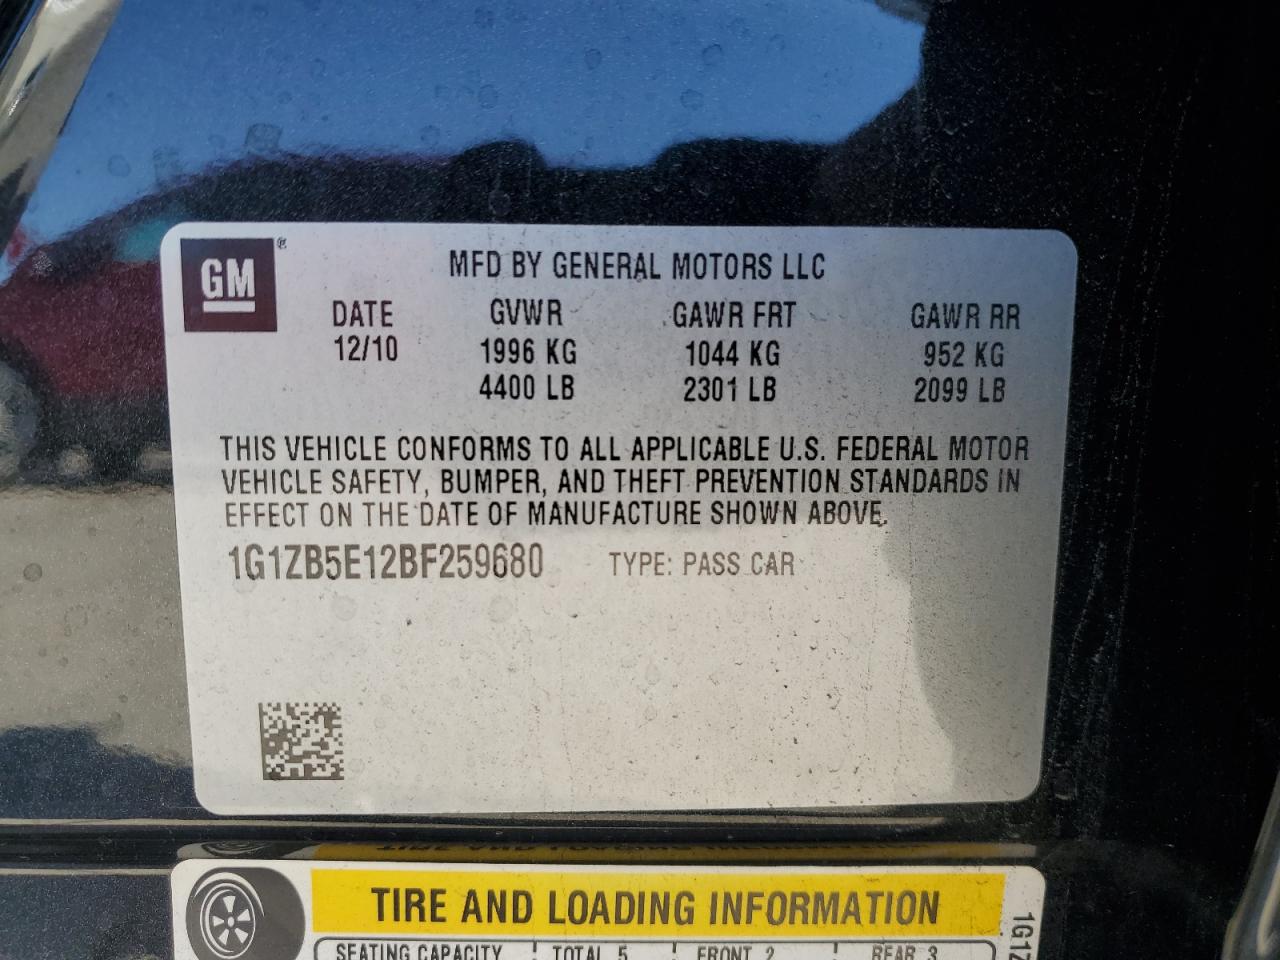 GM ®
MFD BY GENERAL MOTORS LLC
DATE GVWR GAWR FRT GAWR RR
12/10 1996 KG 1044 KG 952 KG
4400 LB 2301 LB 2099 LB
THIS VEHICLE CONFORMS TO ALL APPLICABLE U.S. FEDERAL MOTOR
VEHICLE SAFETY, BUMPER, AND THEFT PREVENTION STANDARDS IN
EFFECT ON THE DATE OF MANUFACTURE SHOWN ABOVE.
1G1ZB5E12BF259680 TYPE: PASS CAR
TIRE AND LOADING INFORMATION
SEATING CAPACITY TOTAL 5 FRONT 2 REAR 3
1G1Z